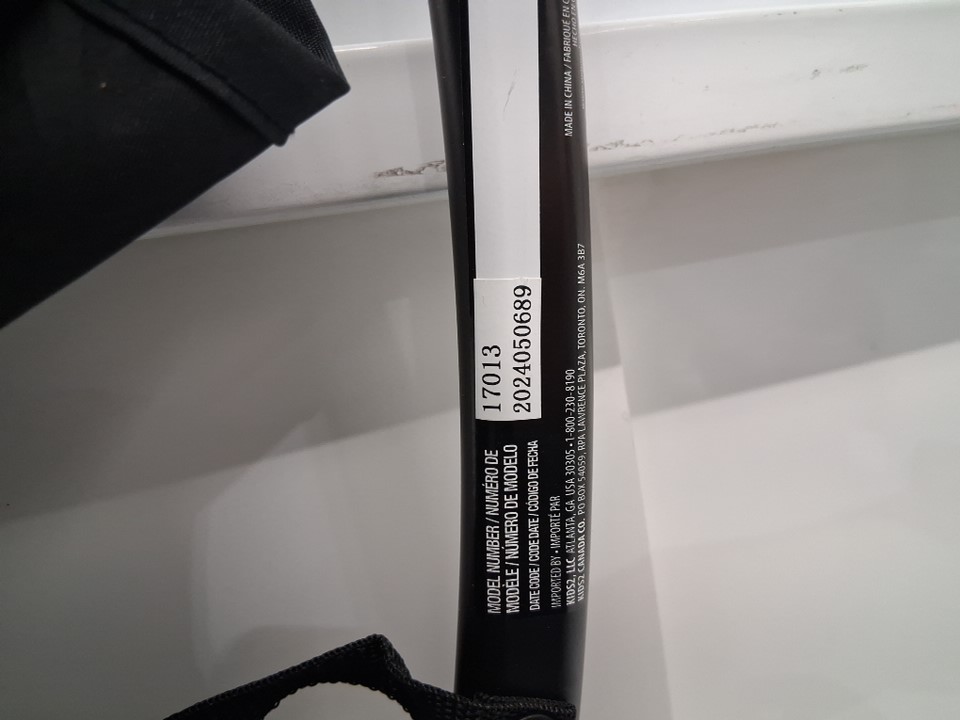 17013
2024050689
MODEL NUMBER / NUMÉRO DE
MODÈLE / NÚMERO DE MODELO
DATE CODE / CODE DATE / CÓDIGO DE FECHA
IMPORTED BY • IMPORTÉ PAR
KIDS2, LLC ATLANTA, GA USA 30305 • 1-800-230-8190
KIDS2 CANADA CO. PO BOX 54059, RPA LAWRENCE PLAZA, TORONTO, ON. M6A 3B7
MADE IN CHINA / FABRIQUÉ EN